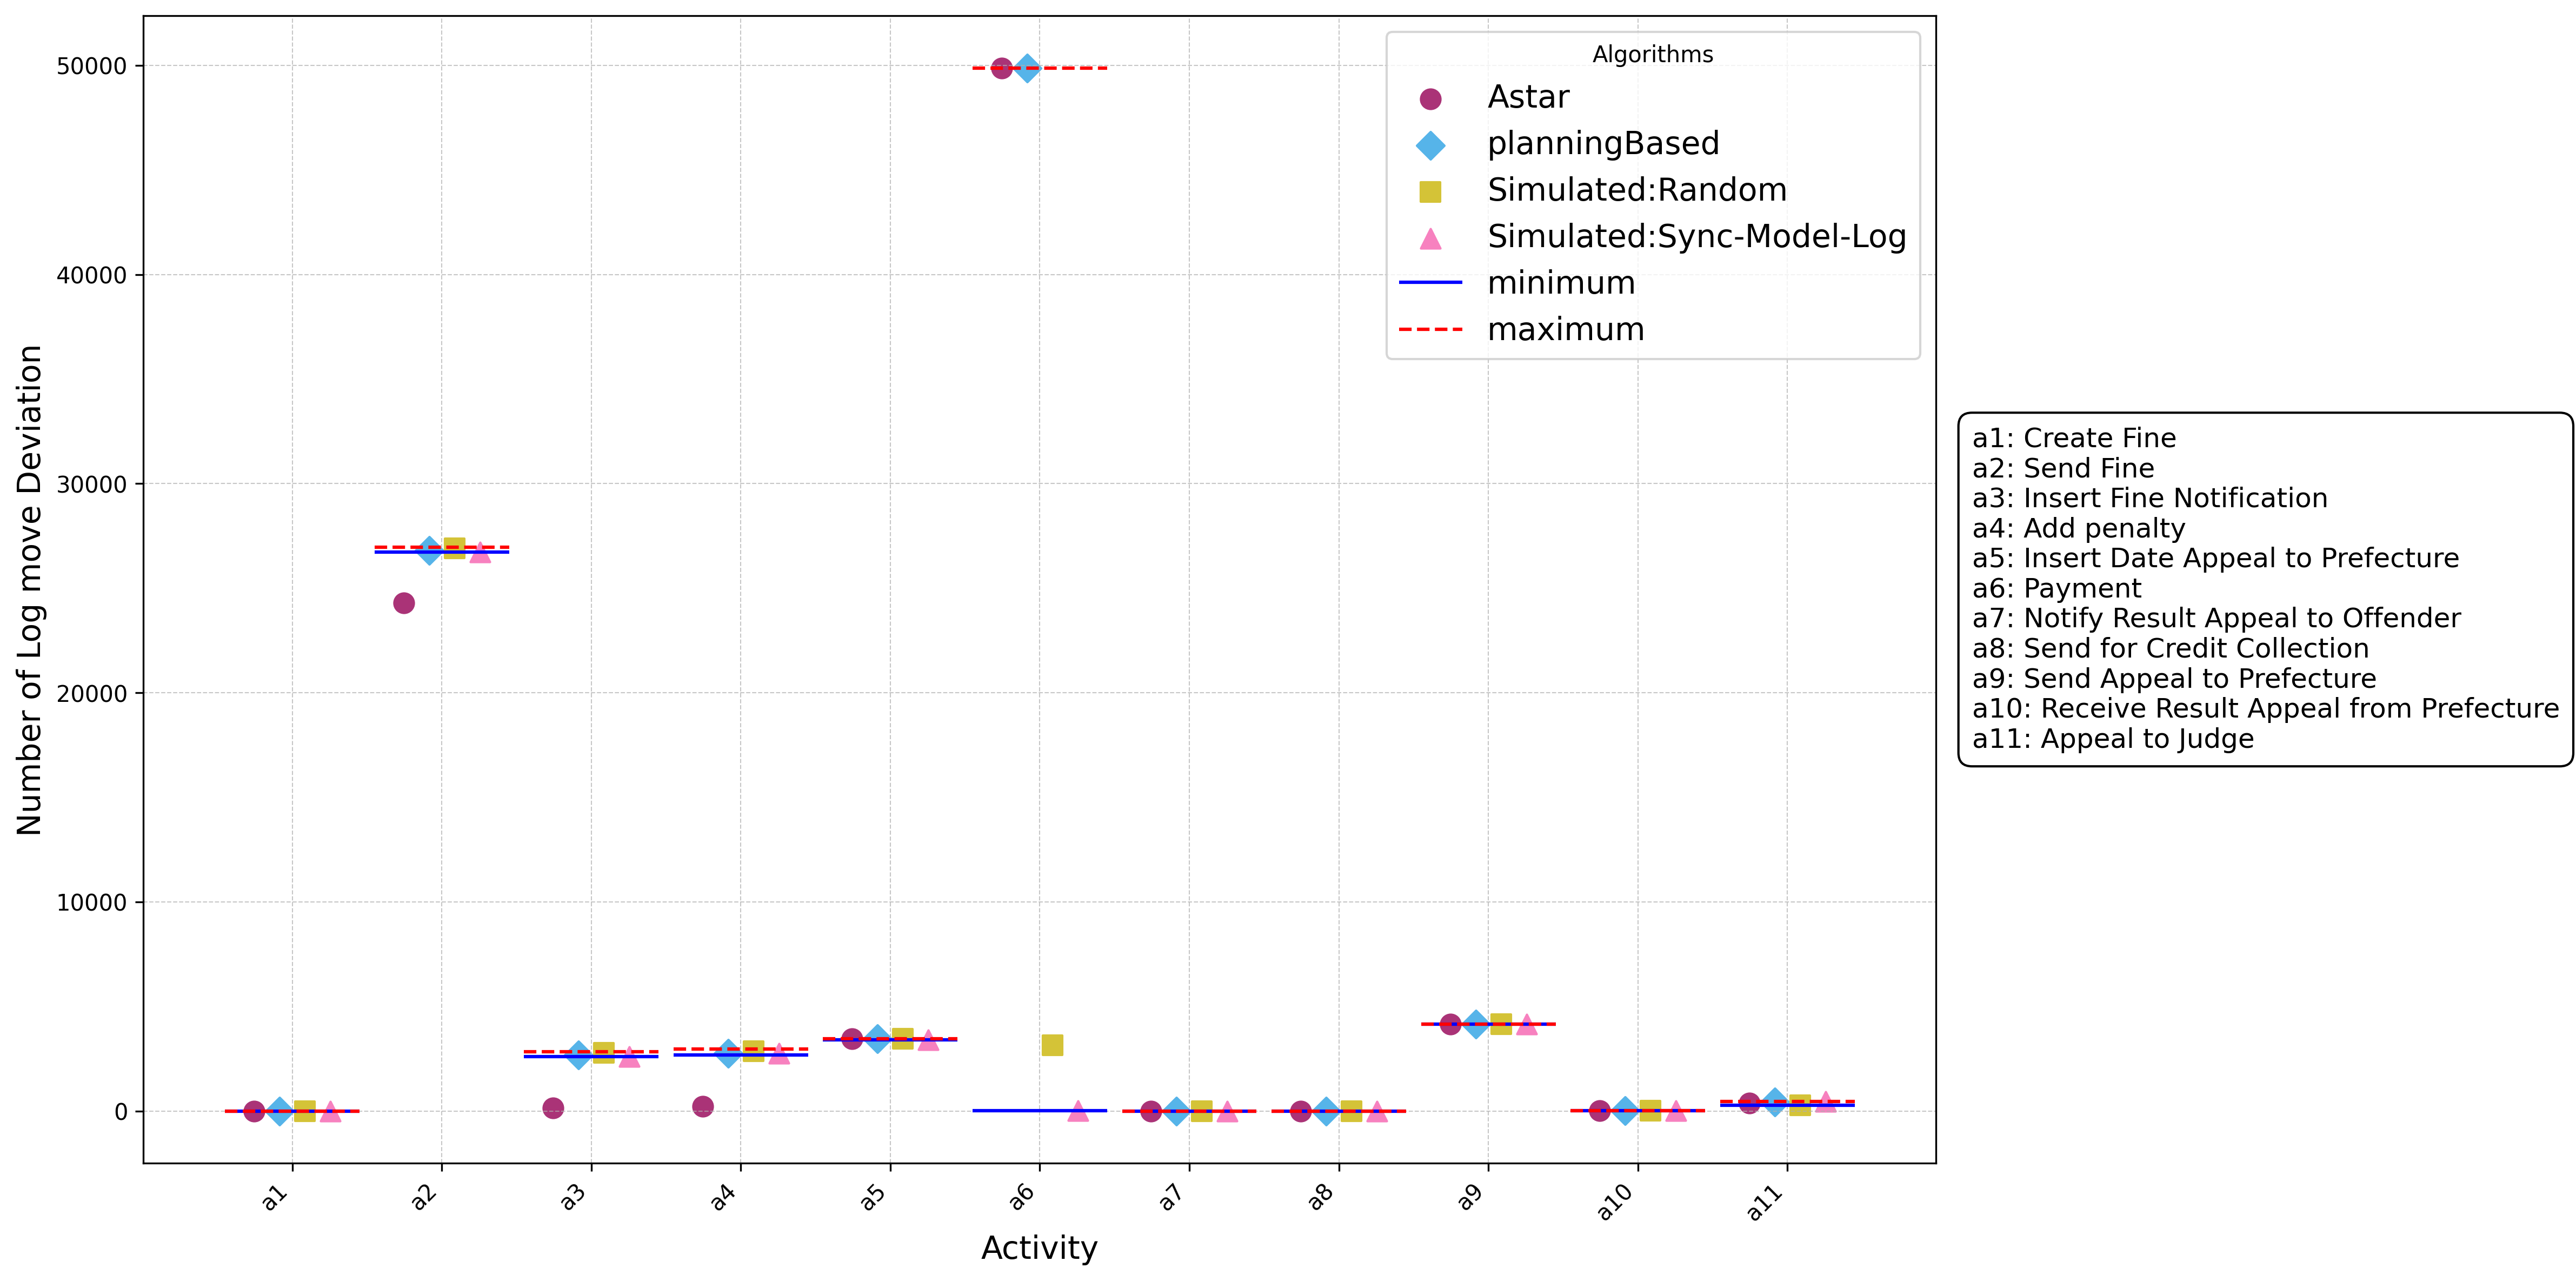 Number of Log move Deviation
50000
40000
30000
20000
10000
0
Algorithms
Astar
planningBased
Simulated:Random
Simulated:Sync-Model-Log
minimum
maximum
a1
a2
a3
a4
a5
a6
a7
a8
a9
a10
a11
Activity
a1: Create Fine
a2: Send Fine
a3: Insert Fine Notification
a4: Add penalty
a5: Insert Date Appeal to Prefecture
a6: Payment
a7: Notify Result Appeal to Offender
a8: Send for Credit Collection
a9: Send Appeal to Prefecture
a10: Receive Result Appeal from Prefecture
a11: Appeal to Judge